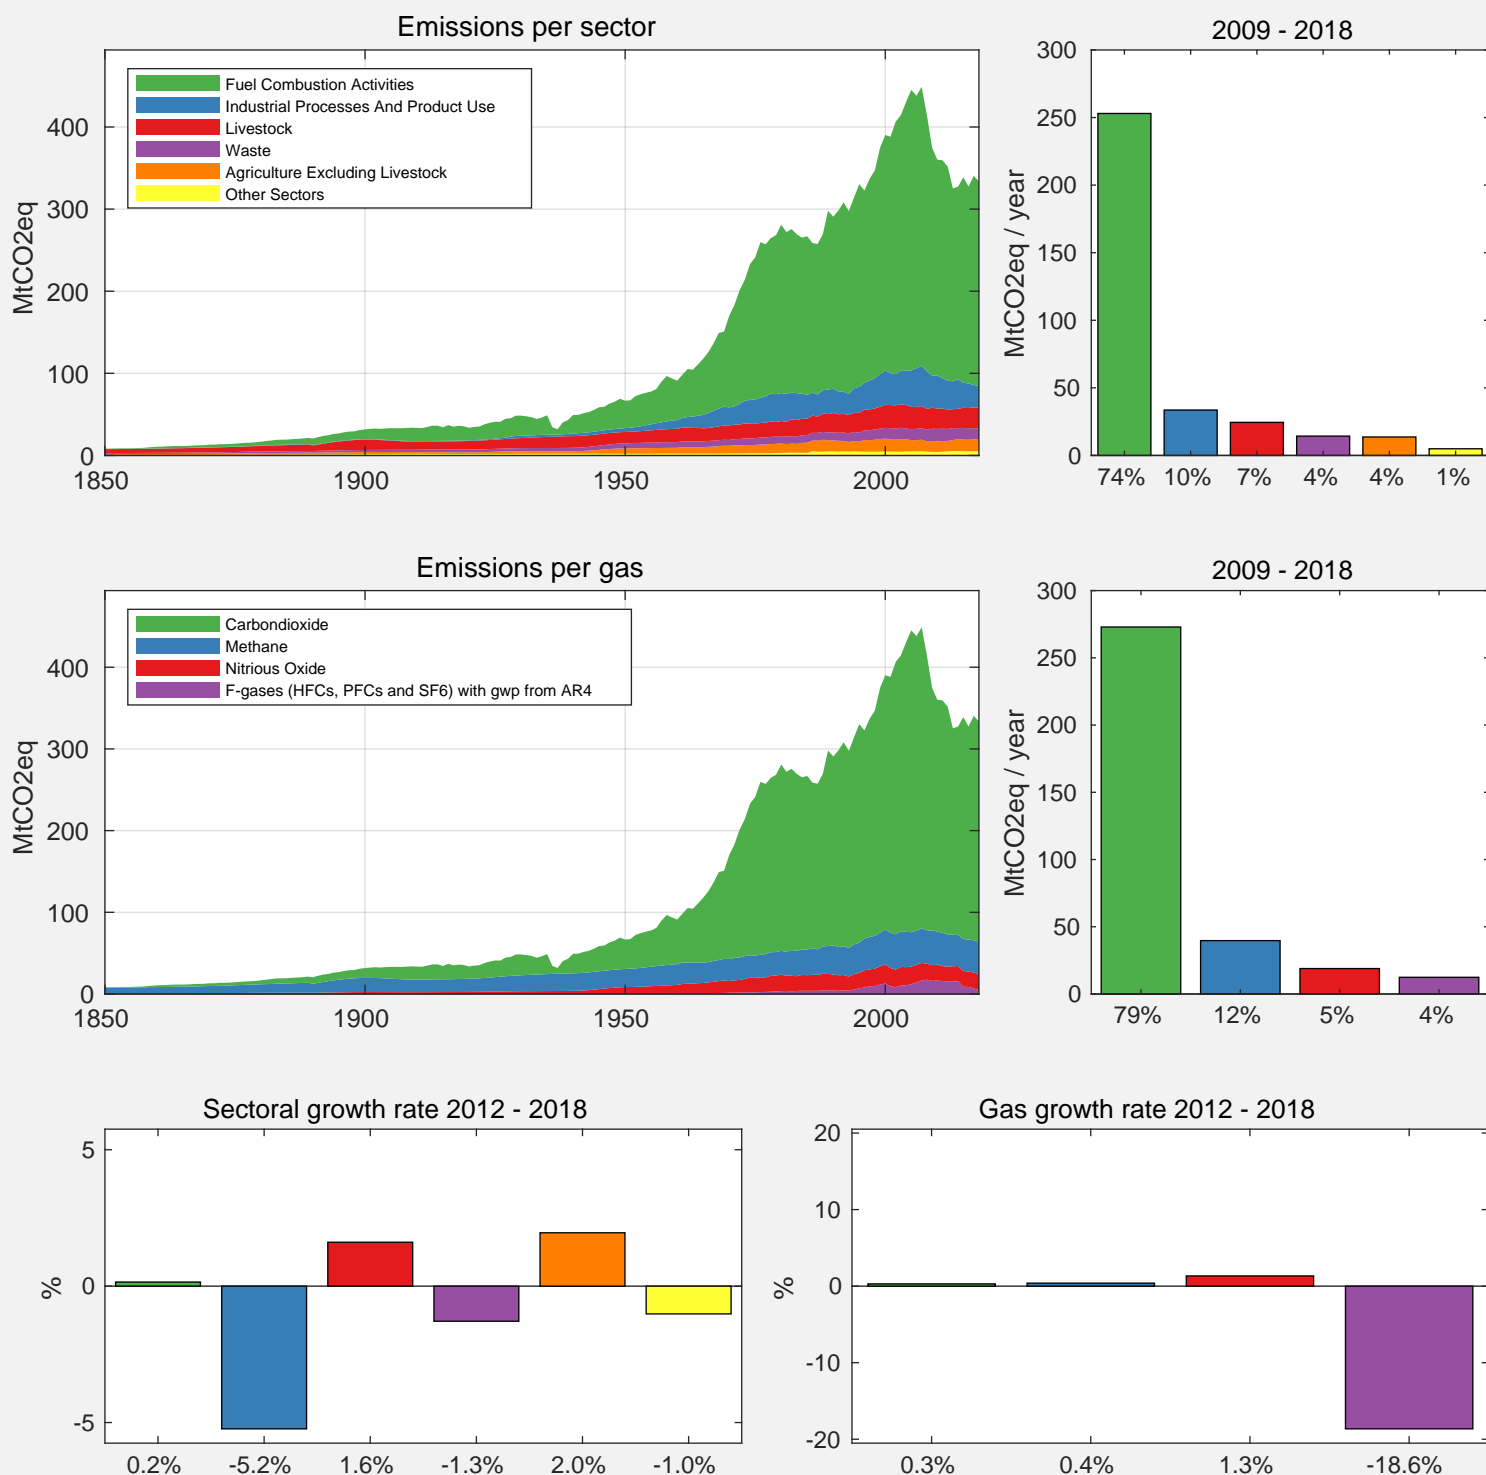 Emissions per sector
MtCO2eq
400
300
200
100
0
1850
1900
1950
2000
Fuel Combustion Activities
Industrial Processes And Product Use
Livestock
Waste
Agriculture Excluding Livestock
Other Sectors
2009 - 2018
MtCO2eq / year
300
250
200
150
100
50
0
74% 10% 7% 4% 4% 1%
Emissions per gas
MtCO2eq
400
300
200
100
0
1850
1900
1950
2000
Carbondioxide
Methane
Nitrious Oxide
F-gases (HFCs, PFCs and SF6) with gwp from AR4
2009 - 2018
MtCO2eq / year
300
250
200
150
100
50
0
79% 12% 5% 4%
Sectoral growth rate 2012 - 2018
%
5
0
-5
0.2% -5.2% 1.6% -1.3% 2.0% -1.0%
Gas growth rate 2012 - 2018
%
20
10
0
-10
-20
0.3% 0.4% 1.3% -18.6%